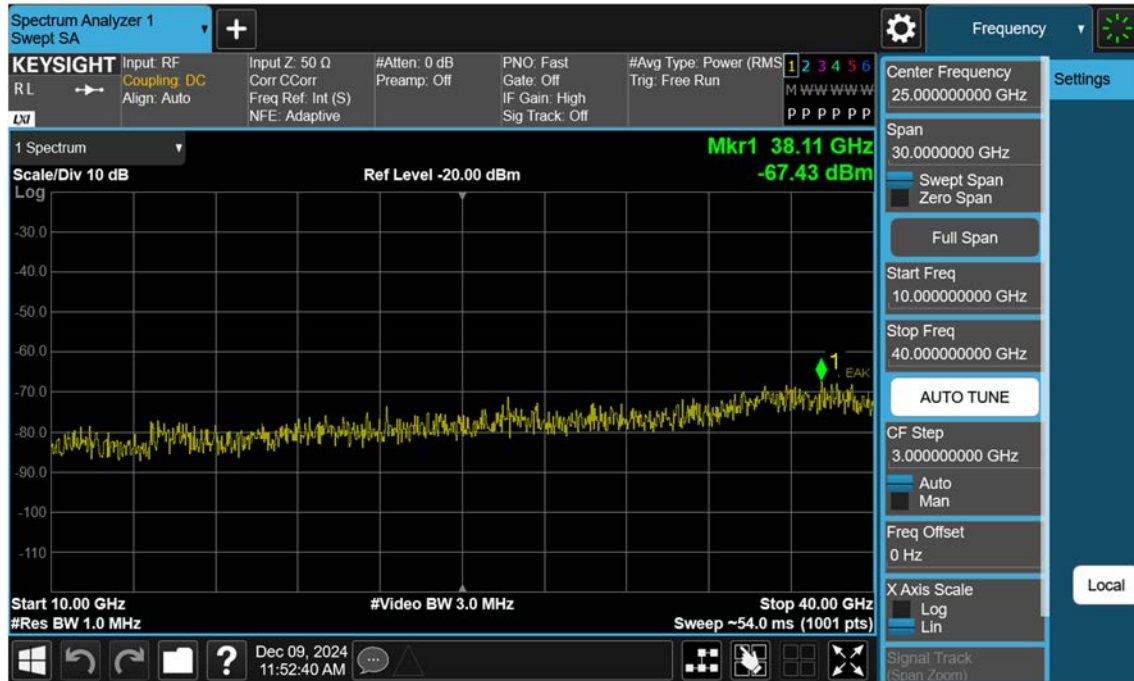 Spectrum Analyzer 1
Swept SA
+
Frequency
KEYSIGHT
RL
LXI
Input: RF
Coupling: DC
Align: Auto
Input Z: 50 Ω
Corr CCorr
Freq Ref: Int (S)
NFE: Adaptive
#Atten: 0 dB
Preamp: Off
PNO: Fast
Gate: Off
IF Gain: High
Sig Track: Off
#Avg Type: Power (RMS
Trig: Free Run
1 2 3 4 5 6
M W W W W W
P P P P P P
1 Spectrum
Scale/Div 10 dB
Log
Ref Level -20.00 dBm
Mkr1 38.11 GHz
-67.43 dBm
-30.0
-40.0
-50.0
-60.0
-70.0
-80.0
-90.0
-100
-110
1
EAK
Start 10.00 GHz
#Res BW 1.0 MHz
#Video BW 3.0 MHz
Stop 40.00 GHz
Sweep ~54.0 ms (1001 pts)
Center Frequency
25.000000000 GHz
Span
30.0000000 GHz
Swept Span
Zero Span
Full Span
Start Freq
10.000000000 GHz
Stop Freq
40.000000000 GHz
AUTO TUNE
CF Step
3.000000000 GHz
Auto
Man
Freq Offset
0 Hz
X Axis Scale
Log
Lin
Signal Track
(Span Zoom)
Settings
Local
?
Dec 09, 2024
11:52:40 AM